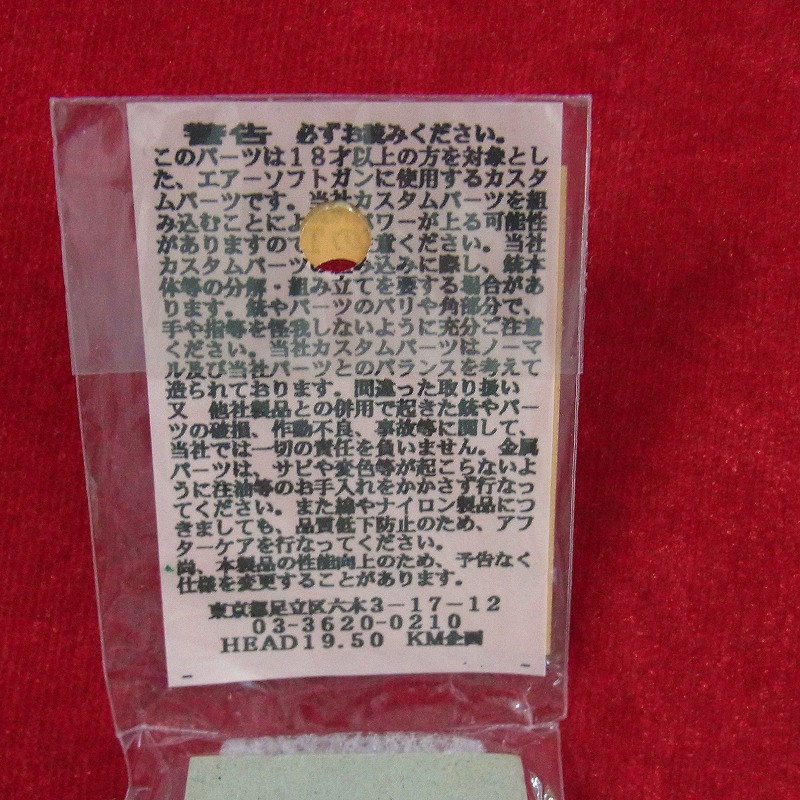 警告 必ずお読みください。
このパーツは18才以上の方を対象とし
た、エアーソフトガンに使用するカスタ
ムパーツです。当社カスタムパーツを組
み込むことによ ワーが上る可能性
がありますので 意ください。当社
カスタムパーツの み込みに際し、銃本
体等の分解・組み立てを要する場合があ
ります。銃やパーツのバリや角部分で、
手や指等を怪我しないように充分ご注意
ください。当社カスタムパーツはノーマ
ル及び当社パーツとのバランスを考えて
造られております。間違った取り扱い
又 他社製品との併用で起きた銃やパー
ツの破損、作動不良、事故等に関して、
当社では一切の責任を負いません。金属
パーツは、サビや変色等が起こらないよ
うに注油等のお手入れをかかさず行なっ
てください。また綿やナイロン製品につ
きましても、品質低下防止のため、アフ
ターケアを行なってください。
尚、本製品の性能向上のため、予告なく
仕様を変更することがあります。
東京都足立区六木3-17-12
03-3620-0210
HEAD19.50 KM企画